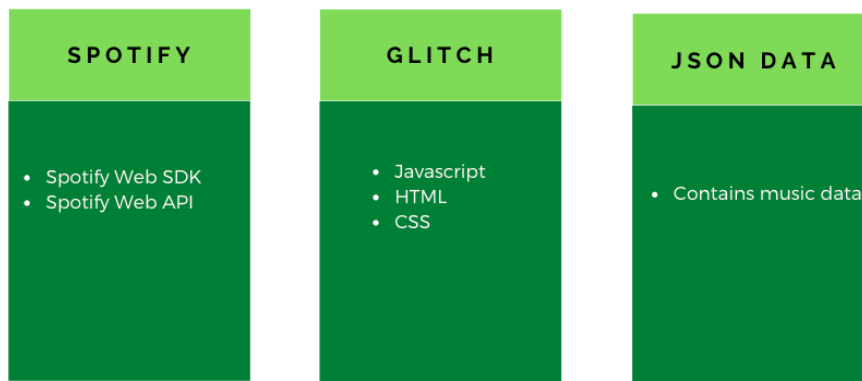 SPOTIFY
• Spotify Web SDK
• Spotify Web API
GLITCH
• Javascript
• HTML
• CSS
JSON DATA
• Contains music data